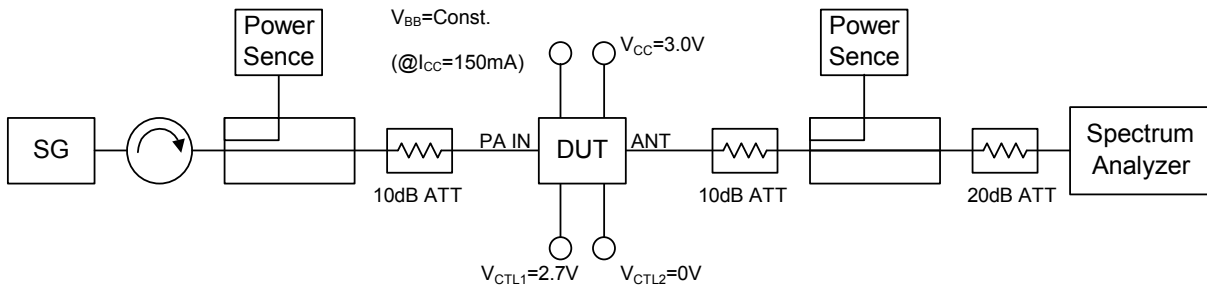 Power
Sence
V_BB=Const.
(@I_CC=150mA)
V_CC=3.0V
Power
Sence
SG
PA IN
DUT
ANT
Spectrum
Analyzer
10dB ATT
10dB ATT
20dB ATT
V_CTL1=2.7V
V_CTL2=0V